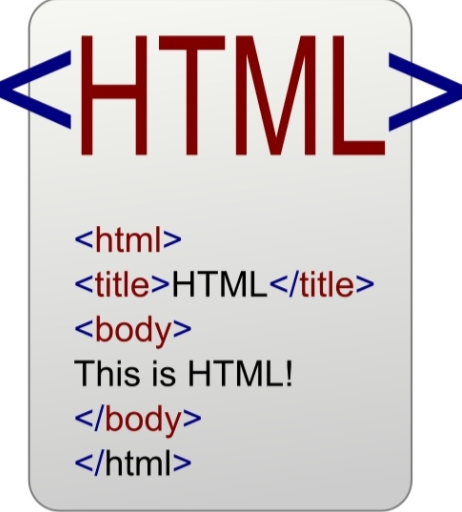 <HTML>
<html>
<title>HTML</title>
<body>
This is HTML!
</body>
</html>